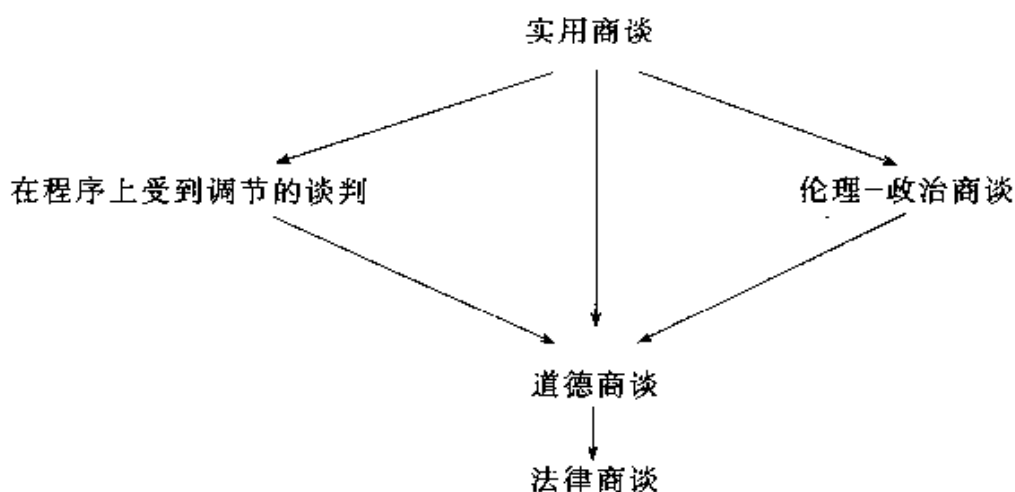 实用商谈
在程序上受到调节的谈判
伦理-政治商谈
道德商谈
法律商谈